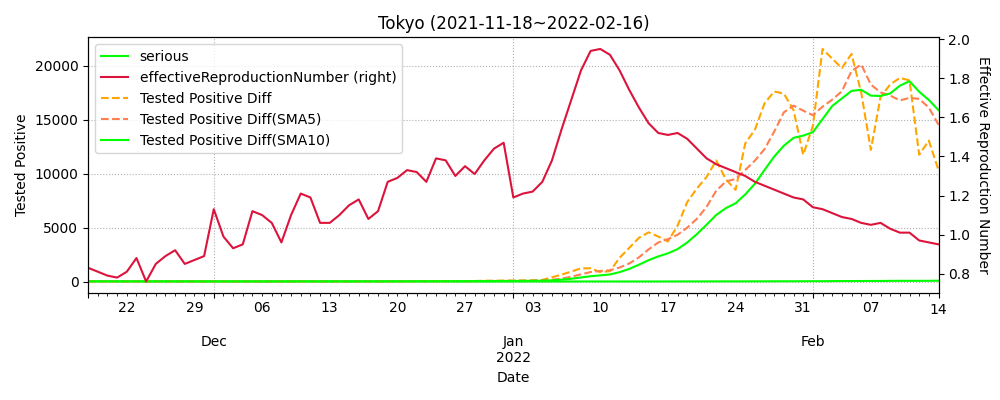 Tokyo (2021-11-18~2022-02-16)
serious
effectiveReproductionNumber (right)
Tested Positive Diff
Tested Positive Diff(SMA5)
Tested Positive Diff(SMA10)
Tested Positive
20000
15000
10000
5000
0
Effective Reproduction Number
2.0
1.8
1.6
1.4
1.2
1.0
0.8
22 29 06 13 20 27 03 10 17 24 31 07 14
Dec Jan Feb
2022
Date